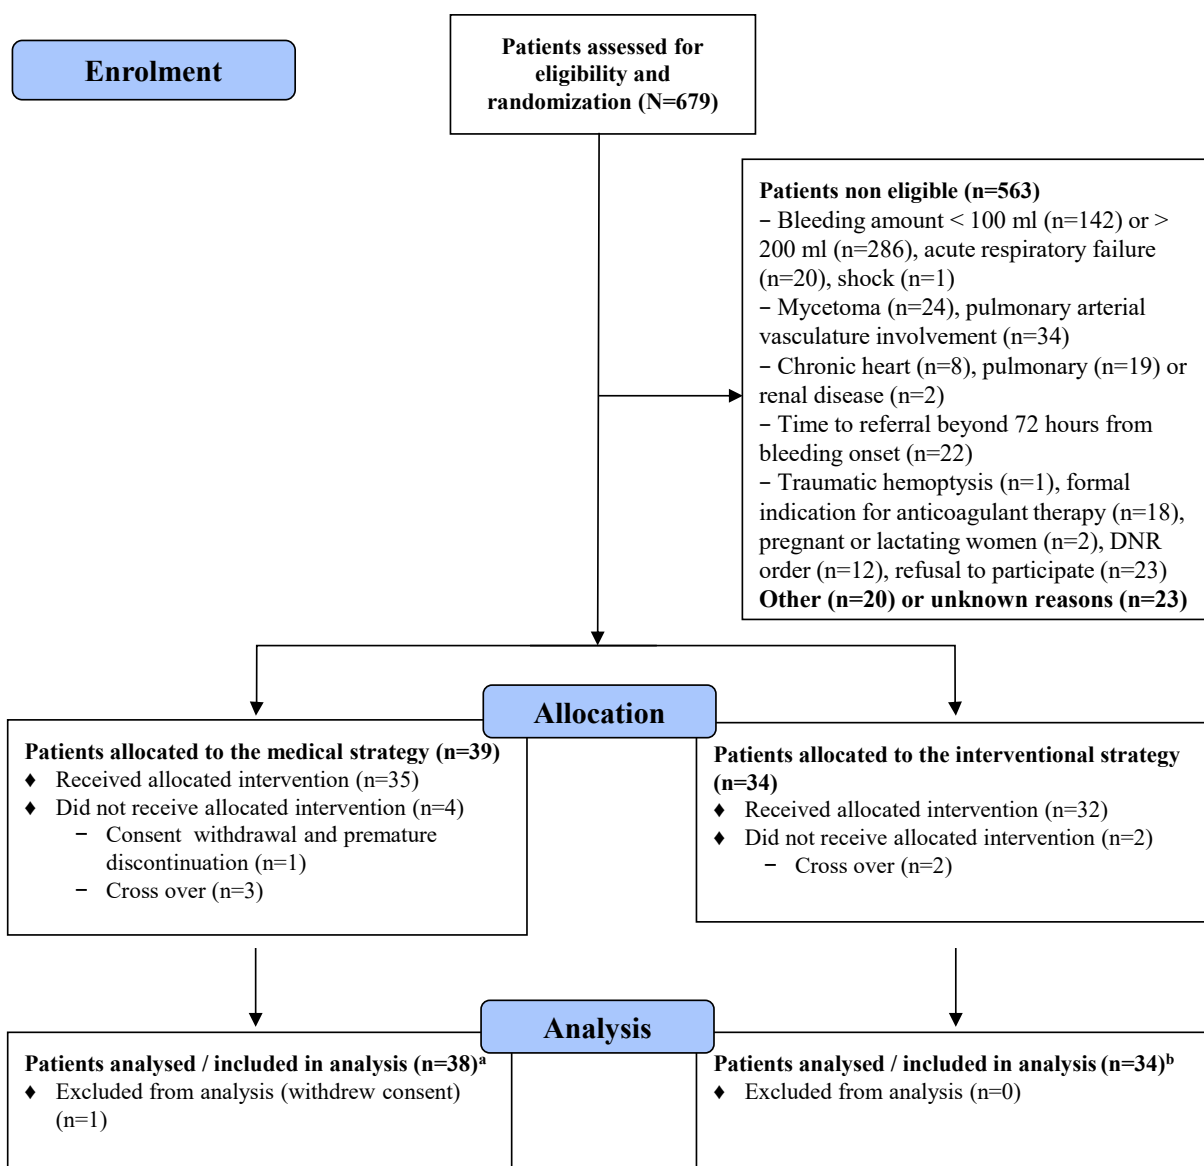 Enrolment
Patients assessed for
eligibility and
randomization (N=679)
Patients non eligible (n=563)
− Bleeding amount < 100 ml (n=142) or >
200 ml (n=286), acute respiratory failure
(n=20), shock (n=1)
− Mycetoma (n=24), pulmonary arterial
vasculature involvement (n=34)
− Chronic heart (n=8), pulmonary (n=19) or
renal disease (n=2)
− Time to referral beyond 72 hours from
bleeding onset (n=22)
− Traumatic hemoptysis (n=1), formal
indication for anticoagulant therapy (n=18),
pregnant or lactating women (n=2), DNR
order (n=12), refusal to participate (n=23)
Other (n=20) or unknown reasons (n=23)
Allocation
Patients allocated to the medical strategy (n=39)
♦ Received allocated intervention (n=35)
♦ Did not receive allocated intervention (n=4)
− Consent withdrawal and premature
discontinuation (n=1)
− Cross over (n=3)
Patients allocated to the interventional strategy
(n=34)
♦ Received allocated intervention (n=32)
♦ Did not receive allocated intervention (n=2)
− Cross over (n=2)
Analysis
Patients analysed / included in analysis (n=38)ᵃ
♦ Excluded from analysis (withdrew consent)
(n=1)
Patients analysed / included in analysis (n=34)ᵇ
♦ Excluded from analysis (n=0)